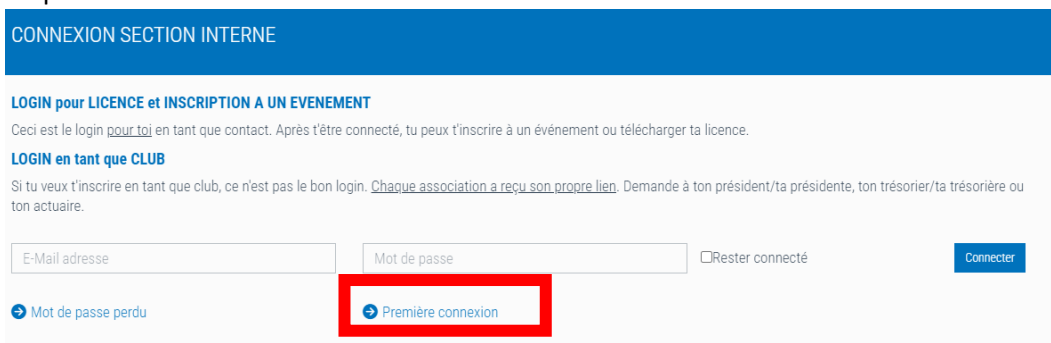 CONNEXION SECTION INTERNE
LOGIN pour LICENCE et INSCRIPTION A UN EVENEMENT
Ceci est le login pour toi en tant que contact. Après t'être connecté, tu peux t'inscrire à un événement ou télécharger ta licence.
LOGIN en tant que CLUB
Si tu veux t'inscrire en tant que club, ce n'est pas le bon login. Chaque association a reçu son propre lien. Demande à ton président/ta présidente, ton trésorier/ta trésorière ou
ton actuaire.
E-Mail adresse Mot de passe Rester connecté Connecter
Mot de passe perdu Première connexion